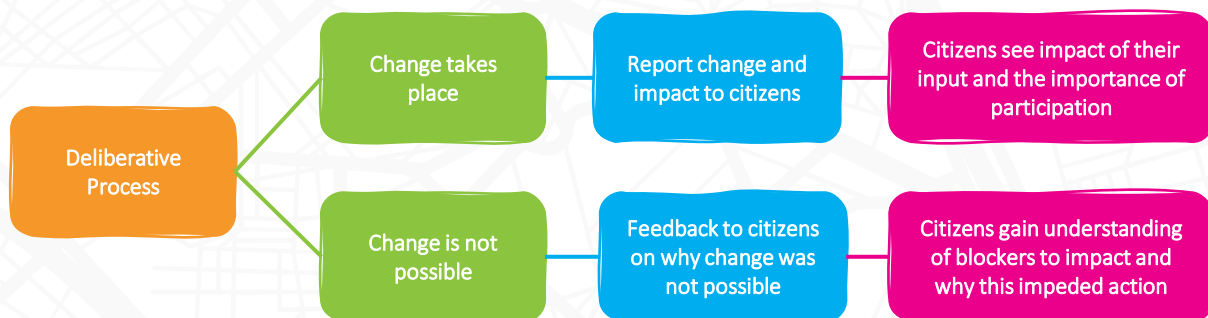 Deliberative
Process
Change takes
place
Report change and
impact to citizens
Citizens see impact of their
input and the importance of
participation
Change is not
possible
Feedback to citizens
on why change was
not possible
Citizens gain understanding
of blockers to impact and
why this impeded action